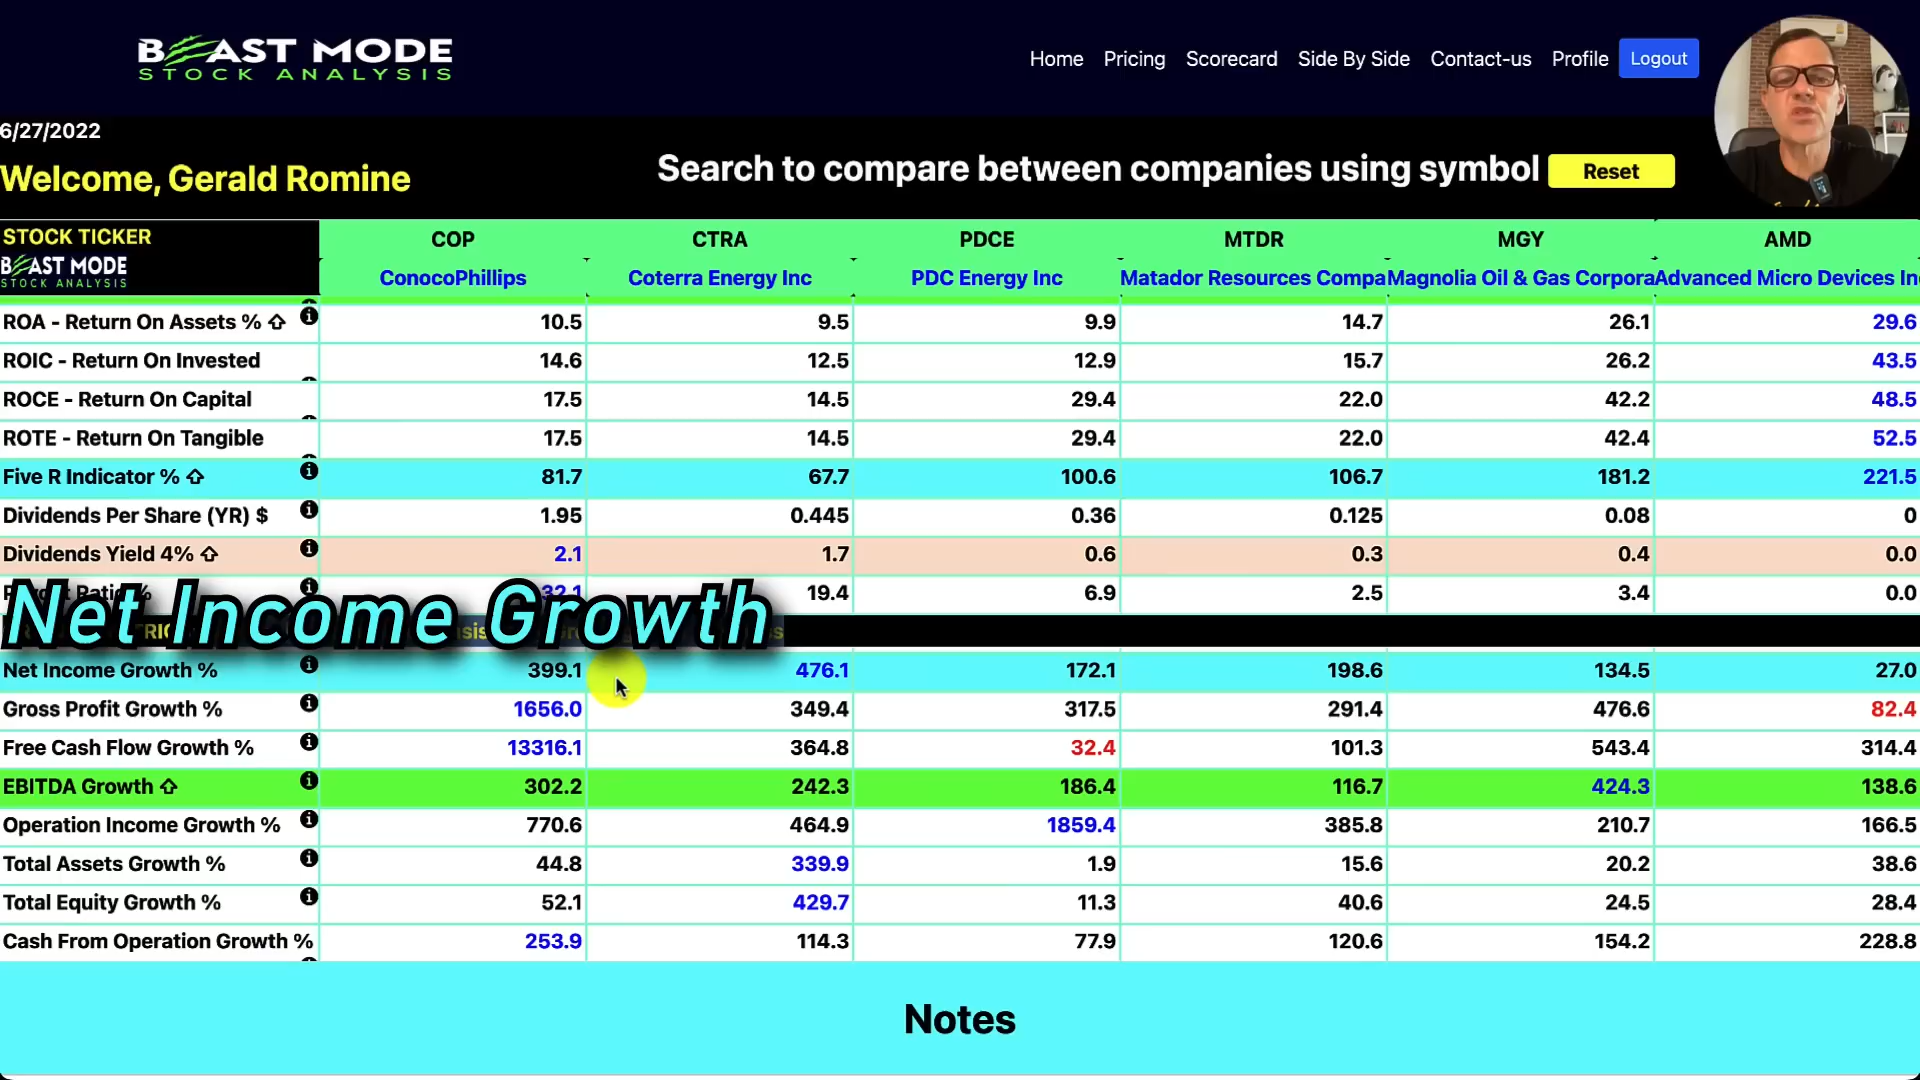 BEAST MODE
STOCK ANALYSIS
Home Pricing Scorecard Side By Side Contact-us Profile Logout
6/27/2022
Welcome, Gerald Romine
Search to compare between companies using symbol Reset
STOCK TICKER COP CTRA PDCE MTDR MGY AMD
BEAST MODE
STOCK ANALYSIS
ConocoPhillips Coterra Energy Inc PDC Energy Inc Matador Resources Compa Magnolia Oil & Gas Corpora Advanced Micro Devices In
ROA - Return On Assets % ⇧ 10.5 9.5 9.9 14.7 26.1 29.6
ROIC - Return On Invested 14.6 12.5 12.9 15.7 26.2 43.5
ROCE - Return On Capital 17.5 14.5 29.4 22.0 42.2 48.5
ROTE - Return On Tangible 17.5 14.5 29.4 22.0 42.4 52.5
Five R Indicator % ⇧ 81.7 67.7 100.6 106.7 181.2 221.5
Dividends Per Share (YR) $ 1.95 0.445 0.36 0.125 0.08 0
Dividends Yield 4% ⇧ 2.1 1.7 0.6 0.3 0.4 0.0
32.1 19.4 6.9 2.5 3.4 0.0
Net Income Growth
Net Income Growth % 399.1 476.1 172.1 198.6 134.5 27.0
Gross Profit Growth % 1656.0 349.4 317.5 291.4 476.6 82.4
Free Cash Flow Growth % 13316.1 364.8 32.4 101.3 543.4 314.4
EBITDA Growth ⇧ 302.2 242.3 186.4 116.7 424.3 138.6
Operation Income Growth % 770.6 464.9 1859.4 385.8 210.7 166.5
Total Assets Growth % 44.8 339.9 1.9 15.6 20.2 38.6
Total Equity Growth % 52.1 429.7 11.3 40.6 24.5 28.4
Cash From Operation Growth % 253.9 114.3 77.9 120.6 154.2 228.8
Notes